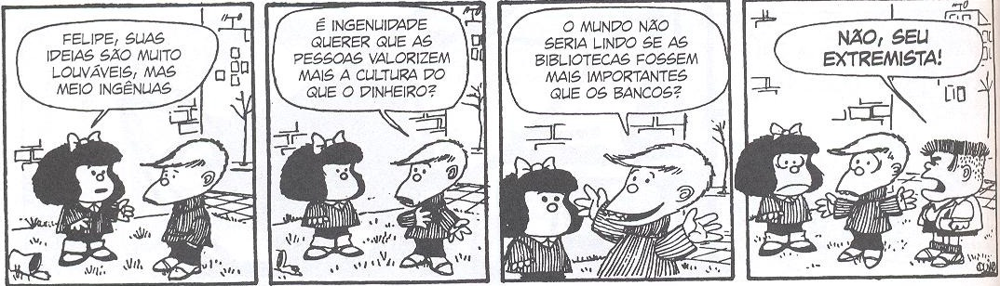 FELIPE, SUAS
IDEIAS SÃO MUITO
LOUVÁVEIS, MAS
MEIO INGÊNUAS
É INGENUIDADE
QUERER QUE AS
PESSOAS VALORIZEM
MAIS A CULTURA DO
QUE O DINHEIRO?
O MUNDO NÃO
SERIA LINDO SE AS
BIBLIOTECAS FOSSEM
MAIS IMPORTANTES
QUE OS BANCOS?
NÃO, SEU
EXTREMISTA!